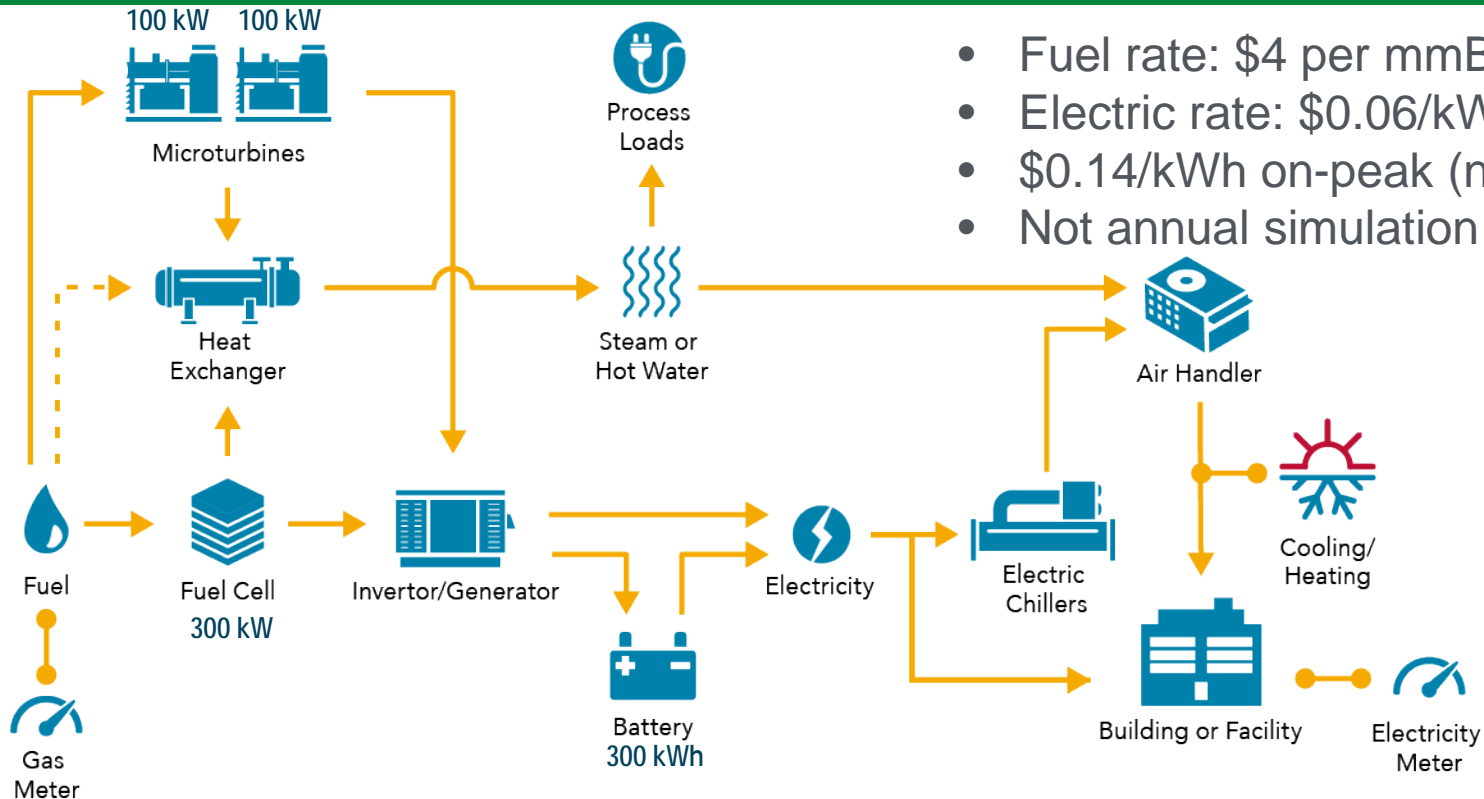 100 kW 100 kW
Microturbines
Process
Loads
• Fuel rate: $4 per mmB
• Electric rate: $0.06/kW
• $0.14/kWh on-peak (n
• Not annual simulation
Heat
Exchanger
Steam or
Hot Water
Air Handler
Fuel
Fuel Cell
300 kW
Invertor/Generator
Electricity
Electric
Chillers
Cooling/
Heating
Battery
300 kWh
Building or Facility
Electricity
Meter
Gas
Meter